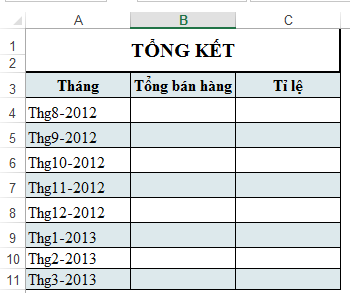 A B C
1 TỔNG KẾT
2
3 Tháng Tổng bán hàng Tỉ lệ
4 Thg8-2012
5 Thg9-2012
6 Thg10-2012
7 Thg11-2012
8 Thg12-2012
9 Thg1-2013
10 Thg2-2013
11 Thg3-2013